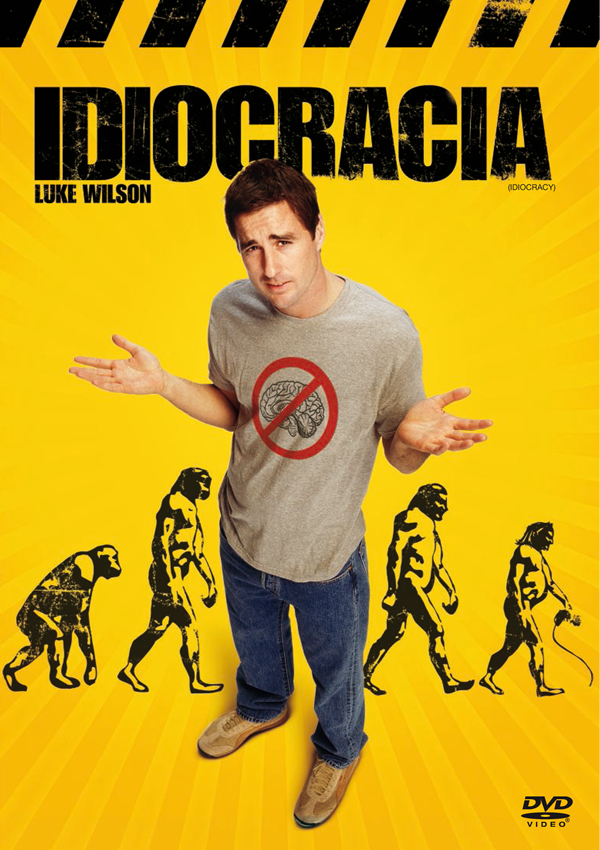 IDIOCRACIA
LUKE WILSON
(IDIOCRACY)
DVD
VIDEO®